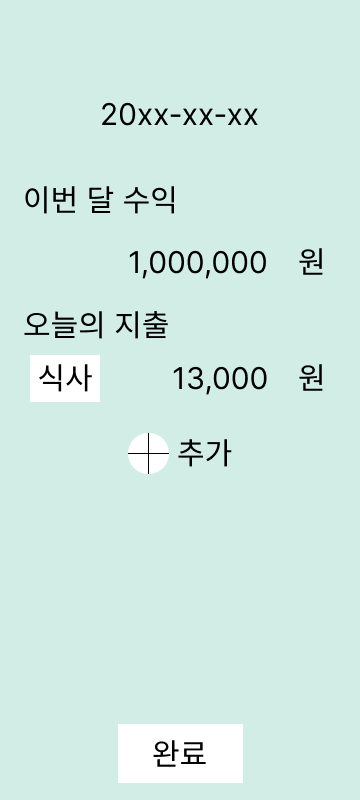 20xx-xx-xx
이번 달 수익
1,000,000 원
오늘의 지출
식사 13,000 원
추가
완료